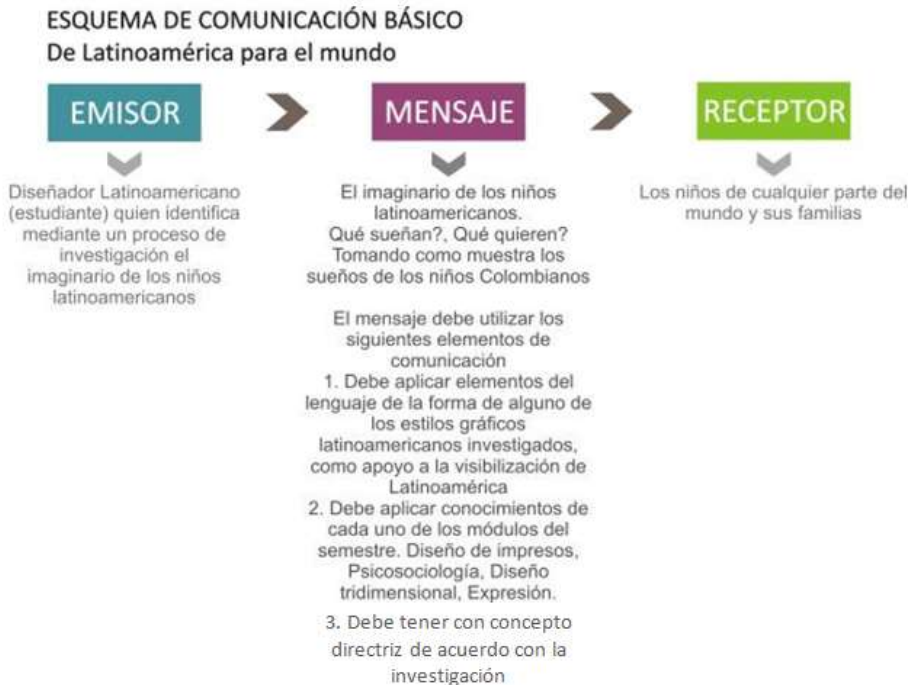 ESQUEMA DE COMUNICACIÓN BÁSICO
De Latinoamérica para el mundo
EMISOR
MENSAJE
RECEPTOR
Diseñador Latinoamericano
(estudiante) quien identifica
mediante un proceso de
investigación el
imaginario de los niños
latinoamericanos
El imaginario de los niños
latinoamericanos.
Qué sueñan?, Qué quieren?
Tomando como muestra los
sueños de los niños Colombianos
El mensaje debe utilizar los
siguientes elementos de
comunicación
1. Debe aplicar elementos del
lenguaje de la forma de alguno de
los estilos gráficos
latinoamericanos investigados,
como apoyo a la visibilización de
Latinoamérica
2. Debe aplicar conocimientos de
cada uno de los módulos del
semestre. Diseño de impresos,
Psicosociología, Diseño
tridimensional, Expresión.
3. Debe tener con concepto
directriz de acuerdo con la
investigación
Los niños de cualquier parte del
mundo y sus familias